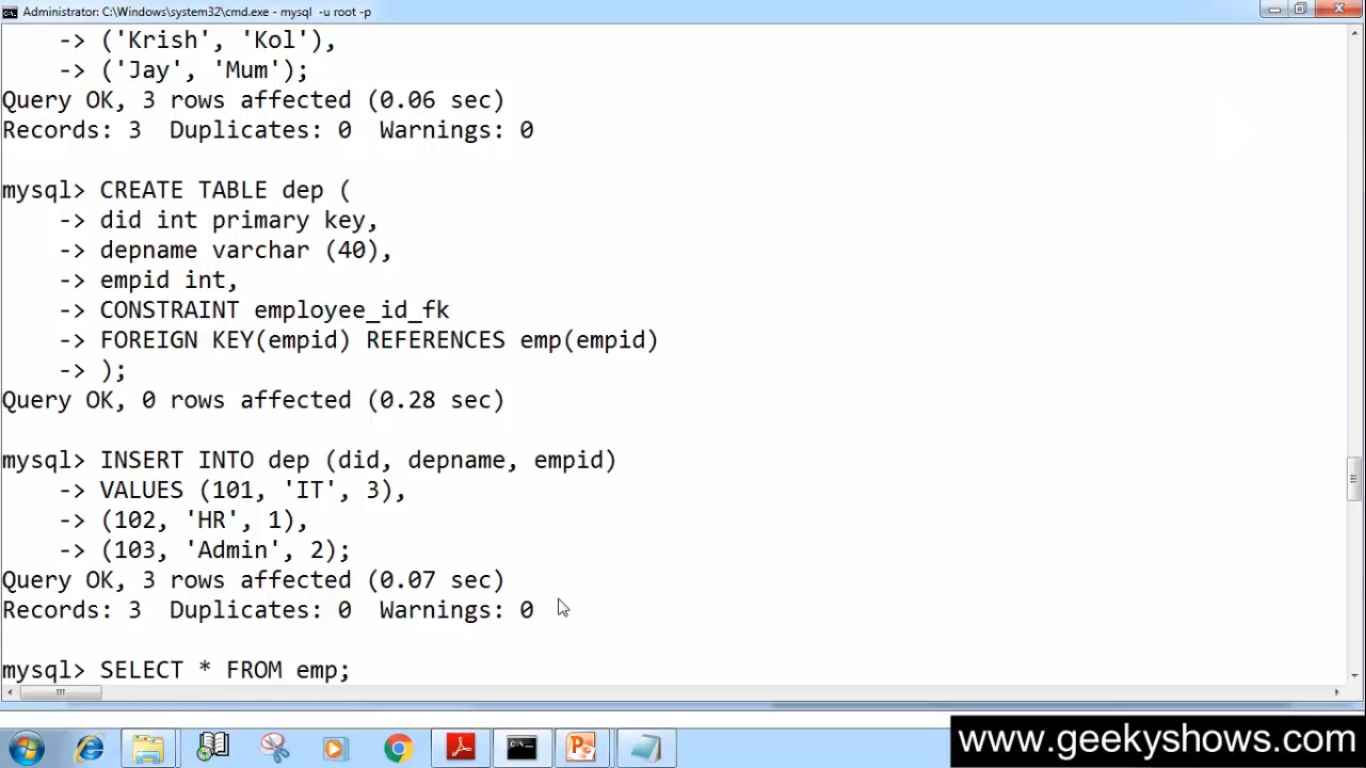 Administrator: C:\Windows\system32\cmd.exe - mysql -u root -p
-> ('Krish', 'Kol'),
-> ('Jay', 'Mum');
Query OK, 3 rows affected (0.06 sec)
Records: 3  Duplicates: 0  Warnings: 0
mysql> CREATE TABLE dep (
-> did int primary key,
-> depname varchar (40),
-> empid int,
-> CONSTRAINT employee_id_fk
-> FOREIGN KEY(empid) REFERENCES emp(empid)
-> );
Query OK, 0 rows affected (0.28 sec)
mysql> INSERT INTO dep (did, depname, empid)
-> VALUES (101, 'IT', 3),
-> (102, 'HR', 1),
-> (103, 'Admin', 2);
Query OK, 3 rows affected (0.07 sec)
Records: 3  Duplicates: 0  Warnings: 0
mysql> SELECT * FROM emp;
www.geekyshows.com